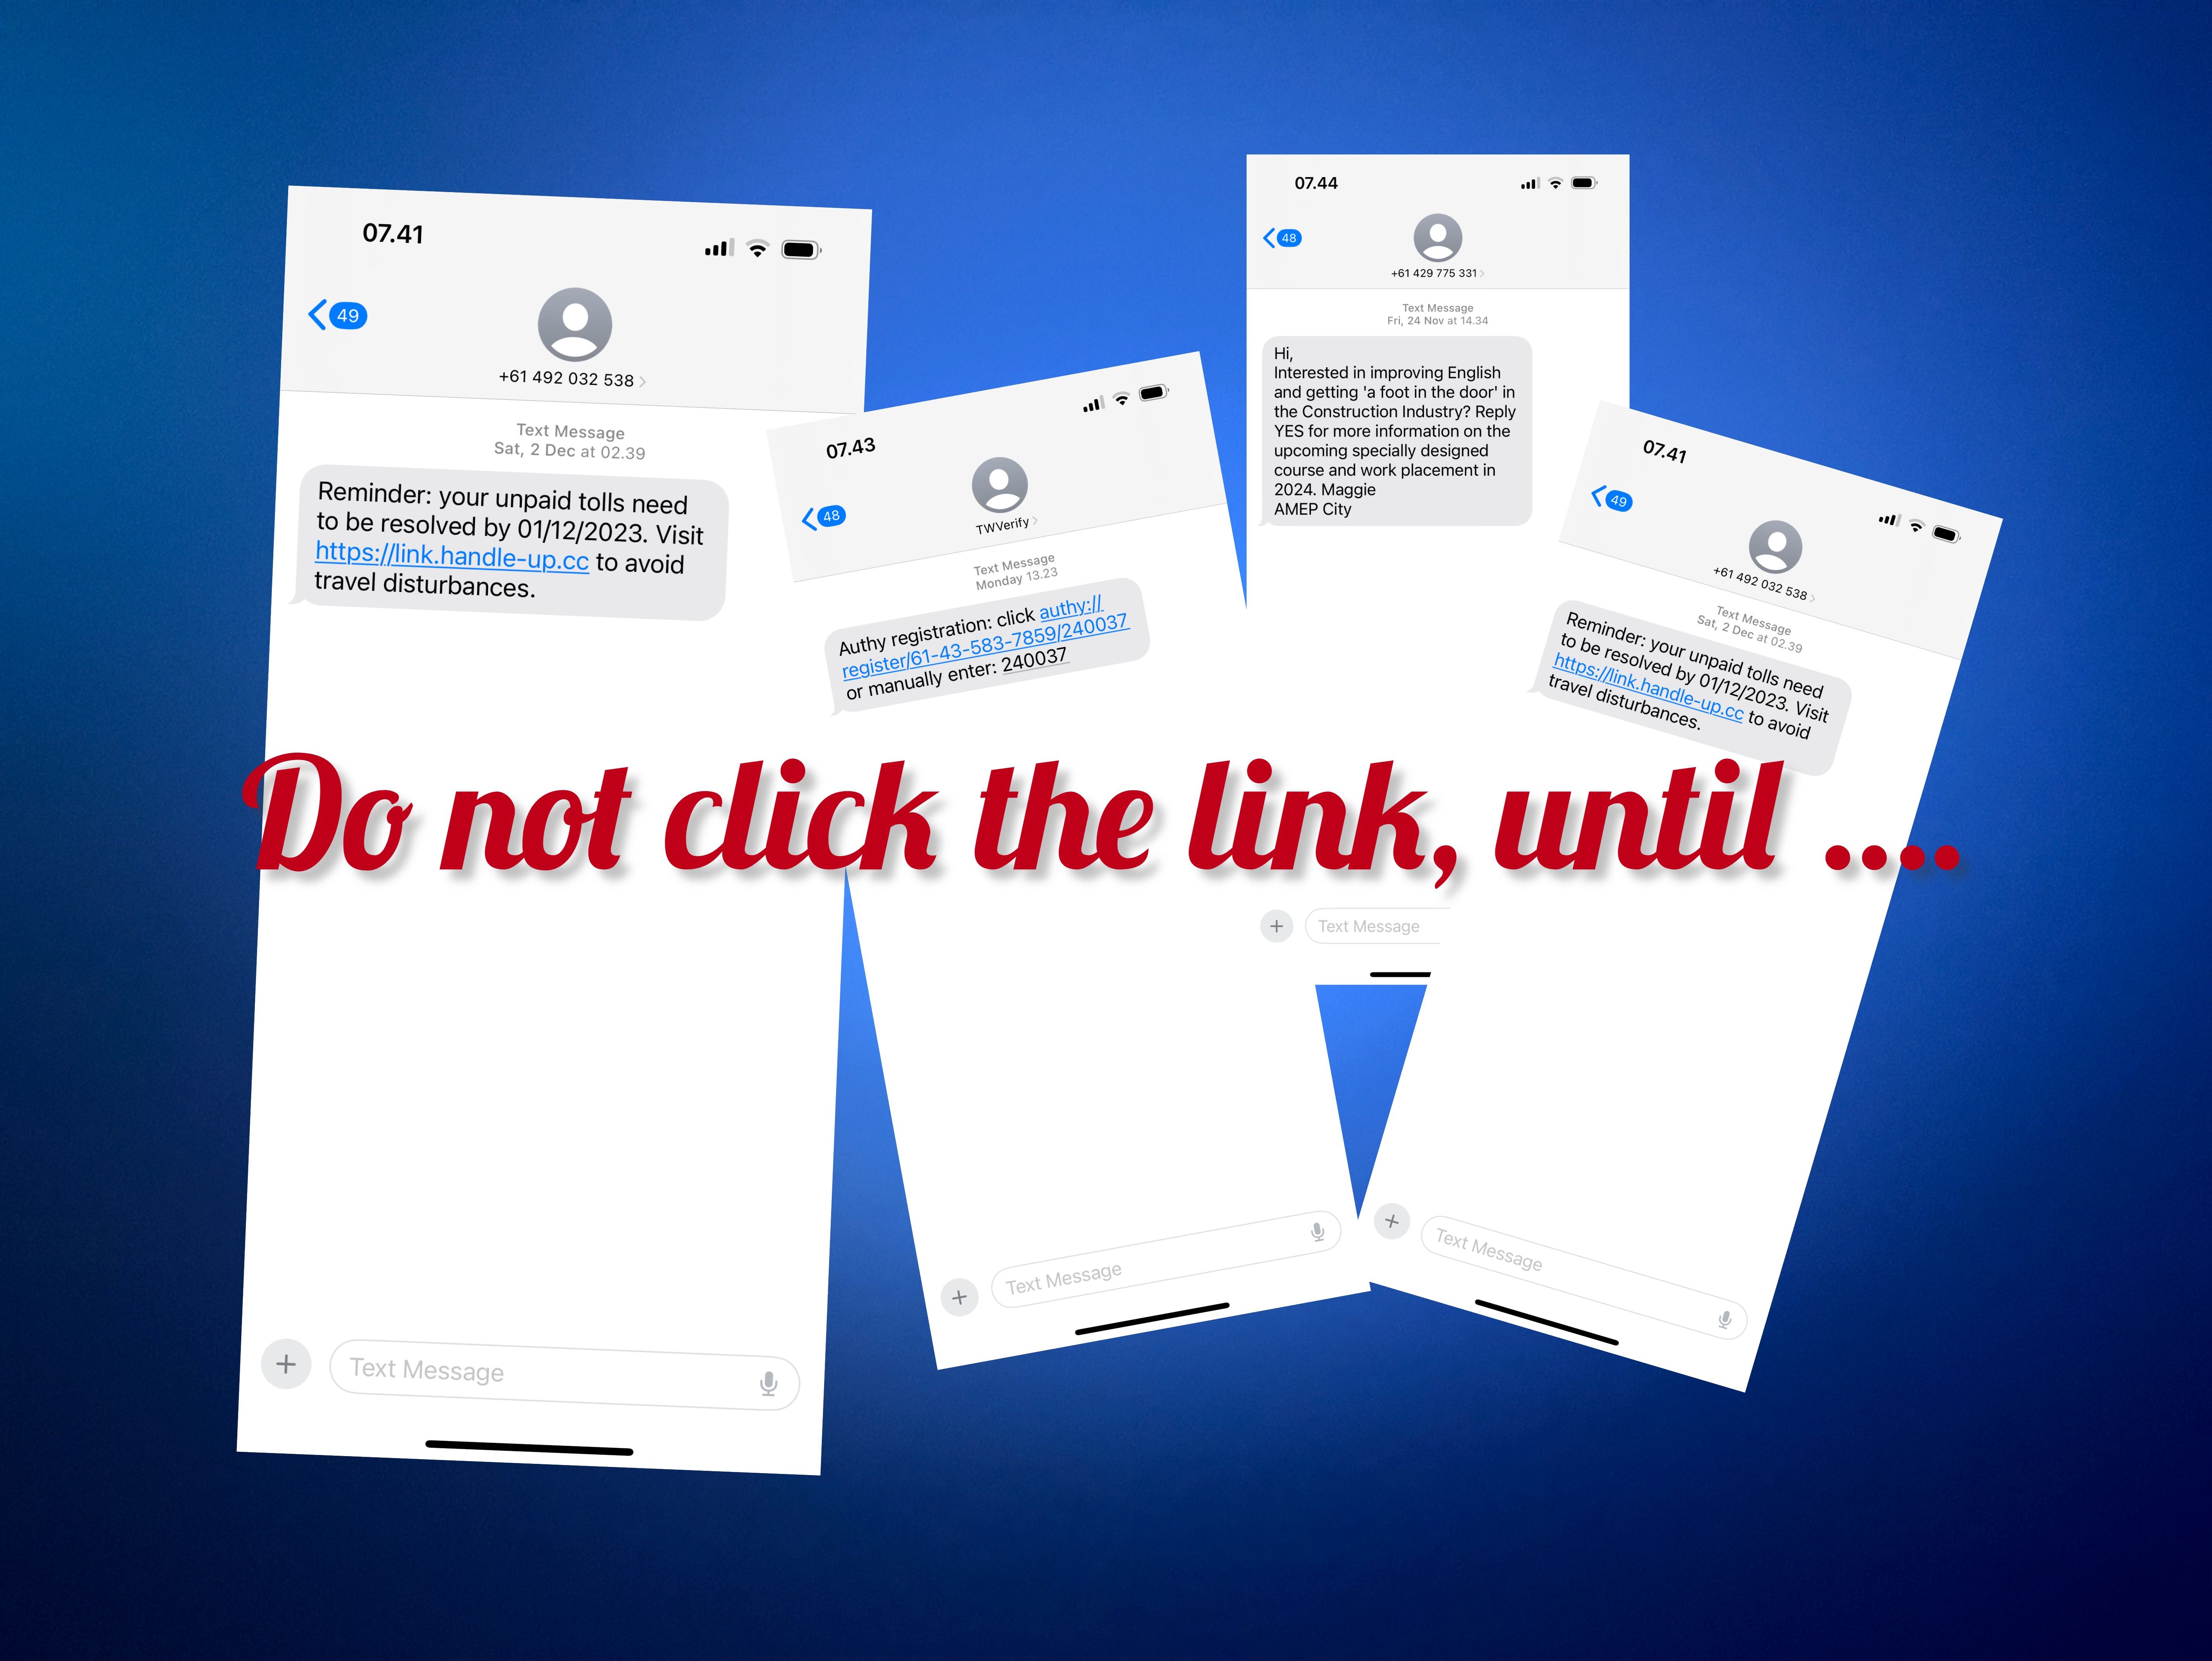 07.41
49
+61 492 032 538
Text Message
Sat, 2 Dec at 02.39
Reminder: your unpaid tolls need
to be resolved by 01/12/2023. Visit
https://link.handle-up.cc to avoid
travel disturbances.
Text Message
07.43
48
TWVerify
Text Message
Monday 13.23
Authy registration: click authy://
register/61-43-583-7859/240037
or manually enter: 240037
Text Message
07.44
48
+61 429 775 331
Text Message
Fri, 24 Nov at 14.34
Hi,
Interested in improving English
and getting 'a foot in the door' in
the Construction Industry? Reply
YES for more information on the
upcoming specially designed
course and work placement in
2024. Maggie
AMEP City
Text Message
07.41
49
+61 492 032 538
Text Message
Sat, 2 Dec at 02.39
Reminder: your unpaid tolls need
to be resolved by 01/12/2023. Visit
https://link.handle-up.cc to avoid
travel disturbances.
Text Message
Do not click the link, until ....